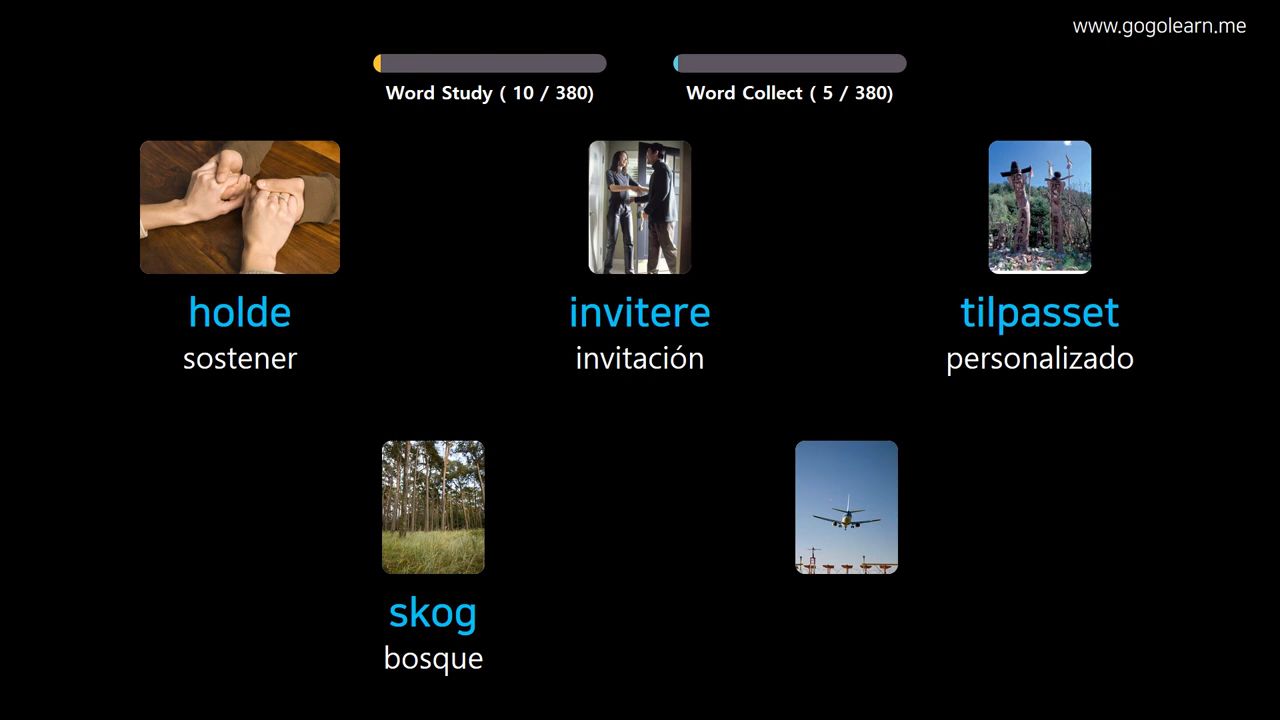 www.gogolearn.me
Word Study ( 10 / 380)
Word Collect ( 5 / 380)
holde
sostener
invitere
invitación
tilpasset
personalizado
skog
bosque